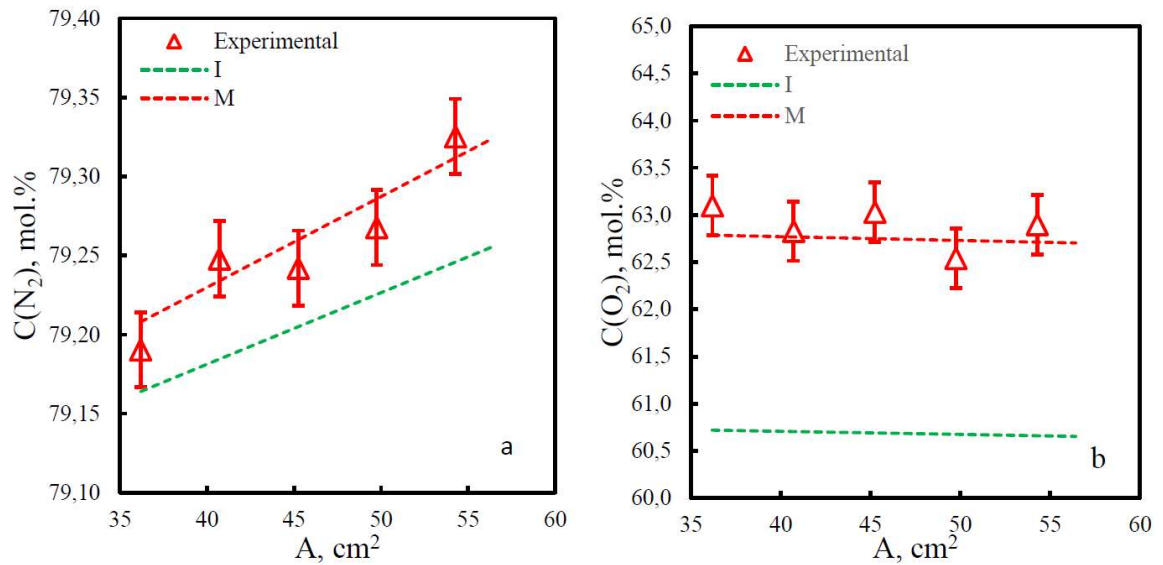 79,40
79,35
79,30
79,25
79,20
79,15
79,10
C(N₂), mol.%
Experimental
I
M
a
35 40 45 50 55 60
A, cm²
65,0
64,5
64,0
63,5
63,0
62,5
62,0
61,5
61,0
60,5
60,0
C(O₂), mol.%
Experimental
I
M
b
35 40 45 50 55 60
A, cm²